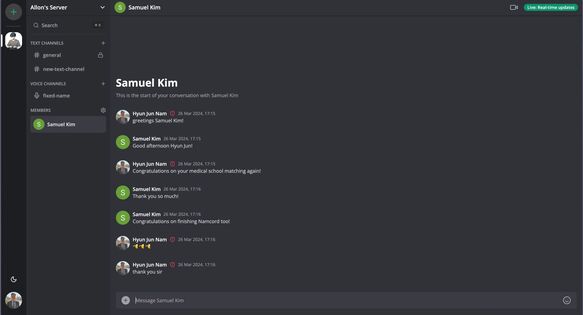 Allon's Server
Search
TEXT CHANNELS
general
new-text-channel
VOICE CHANNELS
fixed-name
MEMBERS
S Samuel Kim
S Samuel Kim
Live: Real-time updates
Samuel Kim
This is the start of your conversation with Samuel Kim
Hyun Jun Nam 26 Mar 2024, 17:15
greetings Samuel Kim!
S Samuel Kim 26 Mar 2024, 17:15
Good afternoon Hyun Jun!
Hyun Jun Nam 26 Mar 2024, 17:15
Congratulations on your medical school matching again!
S Samuel Kim 26 Mar 2024, 17:16
Thank you so much!
S Samuel Kim 26 Mar 2024, 17:16
Congratulations on finishing Namcord too!
Hyun Jun Nam 26 Mar 2024, 17:16
Hyun Jun Nam 26 Mar 2024, 17:16
thank you sir
Message Samuel Kim